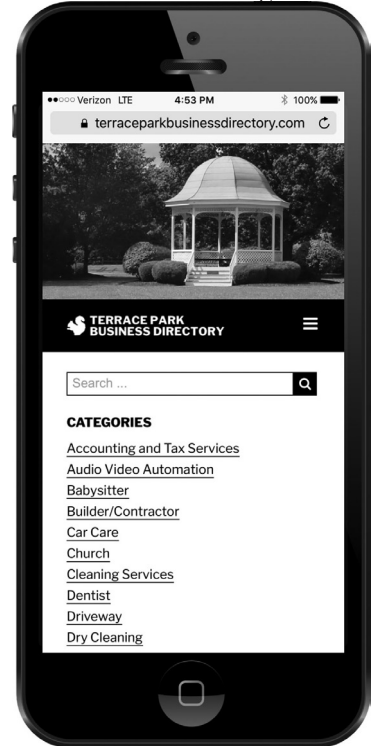 Verizon LTE 4:53 PM 100%
terraceparkbusinessdirectory.com
TERRACE PARK
BUSINESS DIRECTORY
Search ...
CATEGORIES
Accounting and Tax Services
Audio Video Automation
Babysitter
Builder/Contractor
Car Care
Church
Cleaning Services
Dentist
Driveway
Dry Cleaning